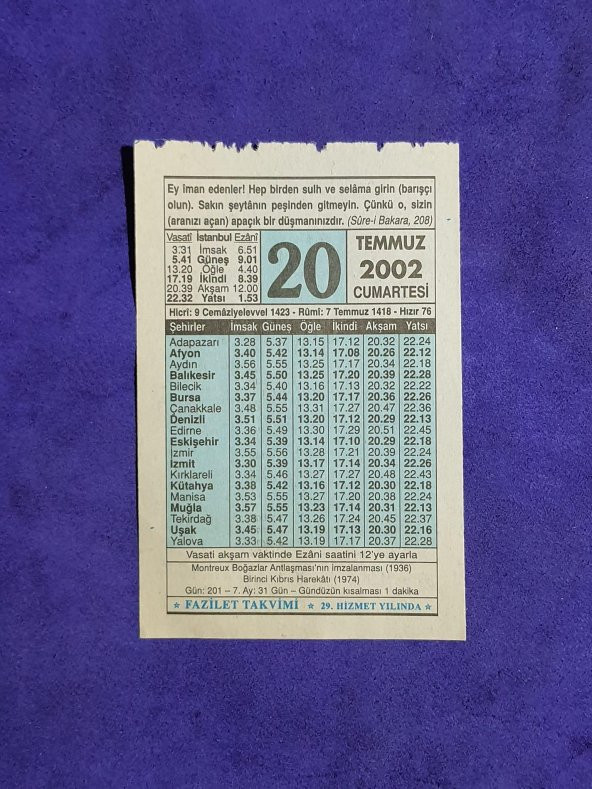 Ey iman edenler! Hep birden sulh ve selâma girin (barışçı
olun). Sakın şeytânın peşinden gitmeyin. Çünkü o, sizin
(aranızı açan) apaçık bir düşmanınızdır. (Sûre-i Bakara, 208)
Vasatî İstanbul Ezânî
3.31 İmsak 6.51
5.41 Güneş 9.01
13.20 Öğle 4.40
17.19 İkindi 8.39
20.39 Akşam 12.00
22.32 Yatsı 1.53
20
TEMMUZ
2002
CUMARTESİ
Hicrî: 9 Cemâziyelevvel 1423 - Rûmî: 7 Temmuz 1418 - Hızır 76
Şehirler İmsak Güneş Öğle İkindi Akşam Yatsı
Adapazarı 3.28 5.37 13.15 17.12 20.32 22.24
Afyon 3.40 5.42 13.14 17.08 20.26 22.12
Aydın 3.56 5.55 13.25 17.17 20.34 22.18
Balıkesir 3.45 5.50 13.25 17.20 20.39 22.28
Bilecik 3.34 5.40 13.16 17.13 20.32 22.22
Bursa 3.37 5.44 13.20 17.17 20.36 22.26
Çanakkale 3.48 5.55 13.31 17.27 20.47 22.36
Denizli 3.51 5.51 13.20 17.12 20.29 22.13
Edirne 3.36 5.49 13.30 17.29 20.51 22.45
Eskişehir 3.34 5.39 13.14 17.10 20.29 22.18
İzmir 3.55 5.56 13.28 17.21 20.39 22.24
İzmit 3.30 5.39 13.17 17.14 20.34 22.26
Kırklareli 3.34 5.46 13.27 17.27 20.48 22.43
Kütahya 3.38 5.42 13.16 17.12 20.30 22.18
Manisa 3.53 5.55 13.27 17.20 20.38 22.24
Muğla 3.57 5.55 13.23 17.14 20.31 22.13
Tekirdağ 3.38 5.47 13.26 17.24 20.45 22.37
Uşak 3.45 5.47 13.19 17.13 20.30 22.16
Yalova 3.33 5.42 13.19 17.17 20.37 22.28
Vasati akşam vaktinde Ezâni saatini 12'ye ayarla
Montreux Boğazlar Antlaşması'nın imzalanması (1936)
Birinci Kıbrıs Harekâtı (1974)
Gün: 201 – 7. Ay: 31 Gün – Gündüzün kısalması 1 dakika
★ FAZİLET TAKVİMİ ★ 29. HİZMET YILINDA ★